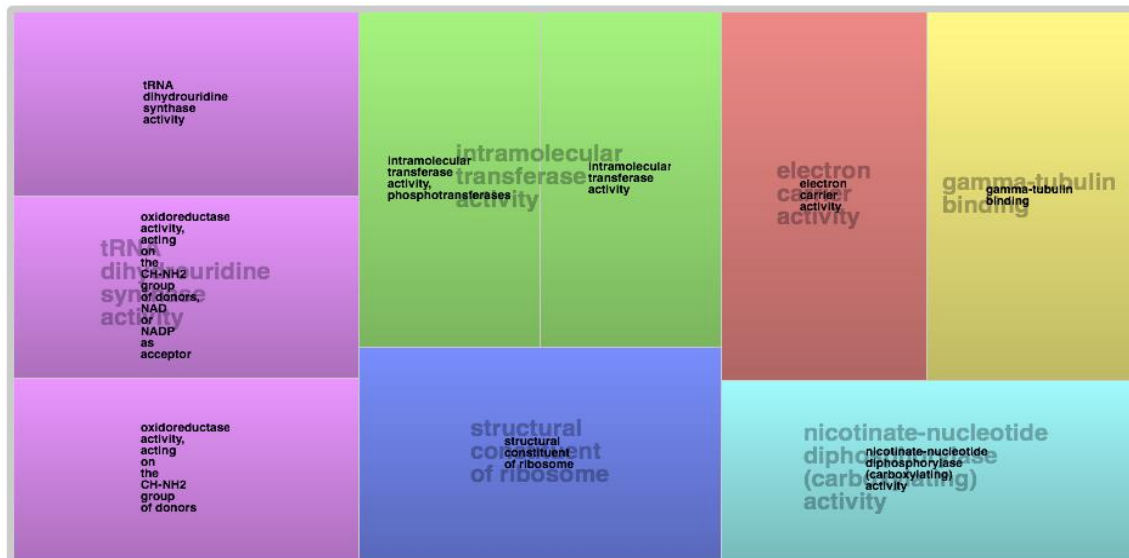 tRNA
dihydrouridine
synthase
activity
oxidoreductase
activity,
acting
on
the
CH-NH2
group
of donors,
NAD
or
NADP
as
acceptor
tRNA
dihydrouridine
synthase
activity
oxidoreductase
activity,
acting
on
the
CH-NH2
group
of donors
intramolecular
transferase
activity,
phosphotransferases
intramolecular
transferase
activity
intramolecular
transferase
activity
structural
constituent
of ribosome
structural
constituent
of ribosome
electron
carrier
activity
electron
carrier
activity
gamma-tubulin
binding
gamma-tubulin
binding
nicotinate-nucleotide
diphosphorylase
(carboxylating)
activity
nicotinate-nucleotide
diphosphorylase
(carboxylating)
activity